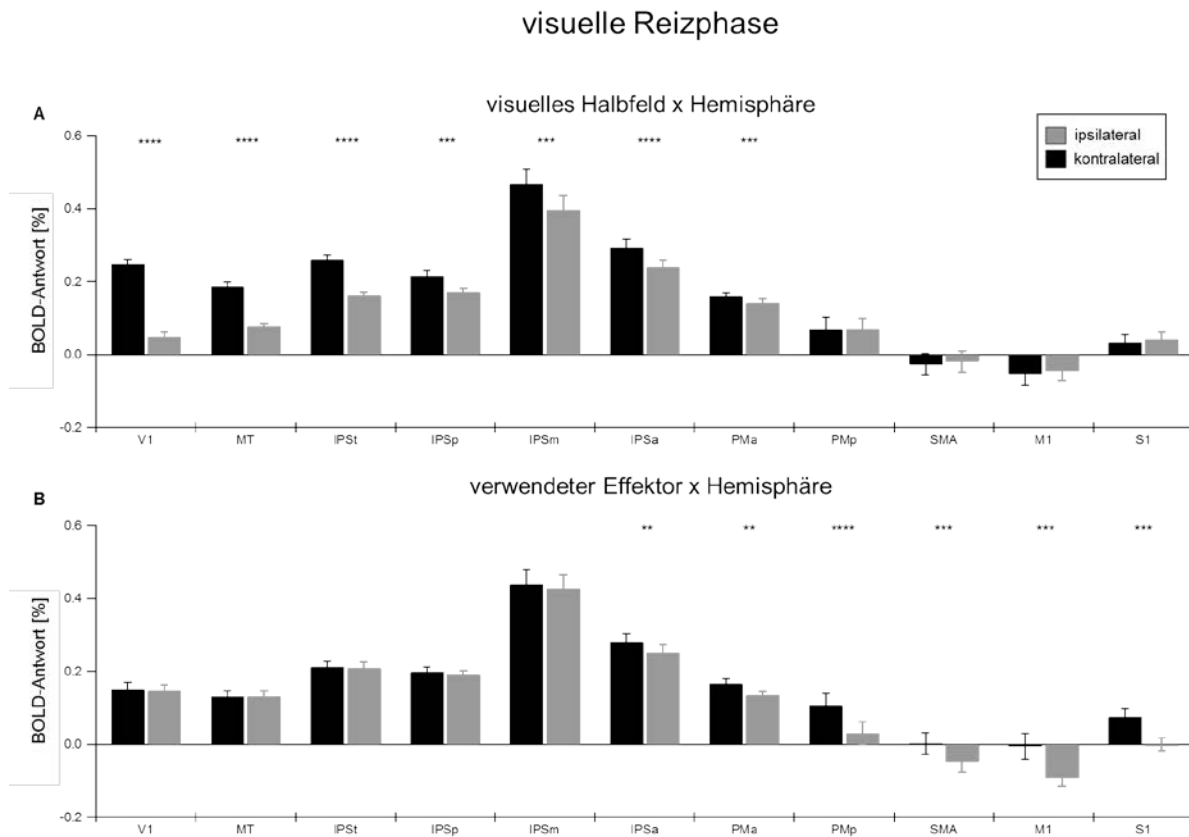 visuelle Reizphase
A
visuelles Halbfeld x Hemisphäre
ipsilateral
kontralateral
**** **** **** *** *** **** ***
BOLD-Antwort [%]
0.6
0.4
0.2
0.0
-0.2
V1 MT IPSt IPSp IPSm IPSa PMa PMp SMA M1 S1
B
verwendeter Effektor x Hemisphäre
** ** **** *** *** ***
BOLD-Antwort [%]
0.6
0.4
0.2
0.0
-0.2
V1 MT IPSt IPSp IPSm IPSa PMa PMp SMA M1 S1